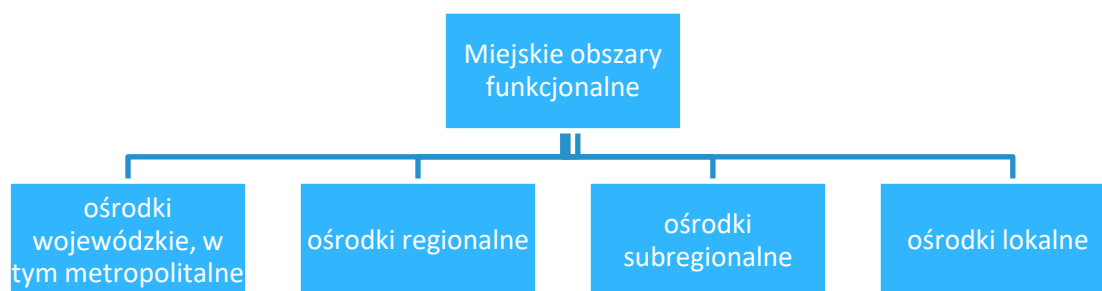 Miejskie obszary
funkcjonalne
ośrodki
wojewódzkie, w
tym metropolitalne
ośrodki regionalne
ośrodki
subregionalne
ośrodki lokalne